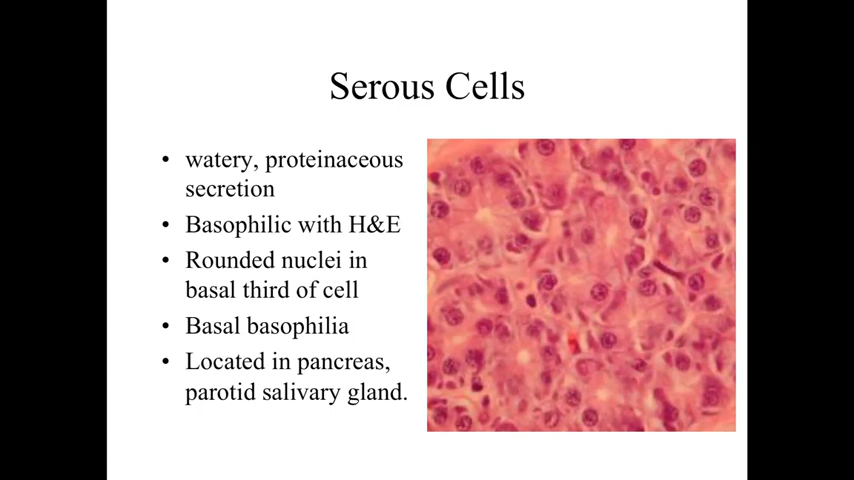 Serous Cells
• watery, proteinaceous
secretion
• Basophilic with H&E
• Rounded nuclei in
basal third of cell
• Basal basophilia
• Located in pancreas,
parotid salivary gland.